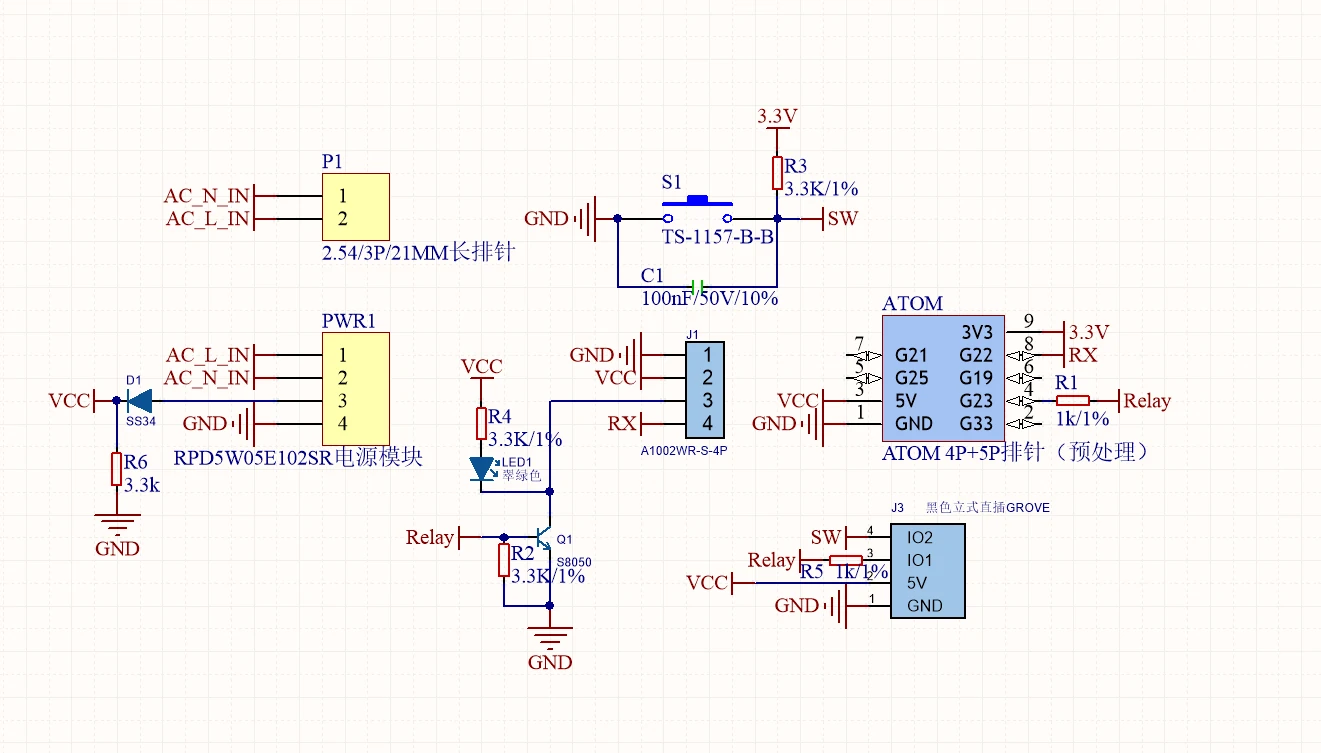 P1
AC_N_IN
AC_L_IN
1
2
2.54/3P/21MM长排针
3.3V
R3
3.3K/1%
S1
GND
SW
TS-1157-B-B
C1
100nF/50V/10%
PWR1
AC_L_IN
AC_N_IN
GND
1
2
3
4
RPD5W05E102SR电源模块
VCC
D1
SS34
R6
3.3k
GND
VCC
R4
3.3K/1%
LED1
翠绿色
Relay
R2
3.3K/1%
Q1
S8050
GND
J1
GND
VCC
RX
1
2
3
4
A1002WR-S-4P
ATOM
7
5
VCC 3
GND 1
G21
G25
5V
GND
3V3
G22
G19
G23
G33
9 3.3V
8 RX
6
4
2
R1
1k/1%
Relay
ATOM 4P+5P排针（预处理）
J3 黑色立式直插GROVE
SW 4 IO2
Relay 3 IO1
R5 1k/1%
VCC 2 5V
GND 1 GND